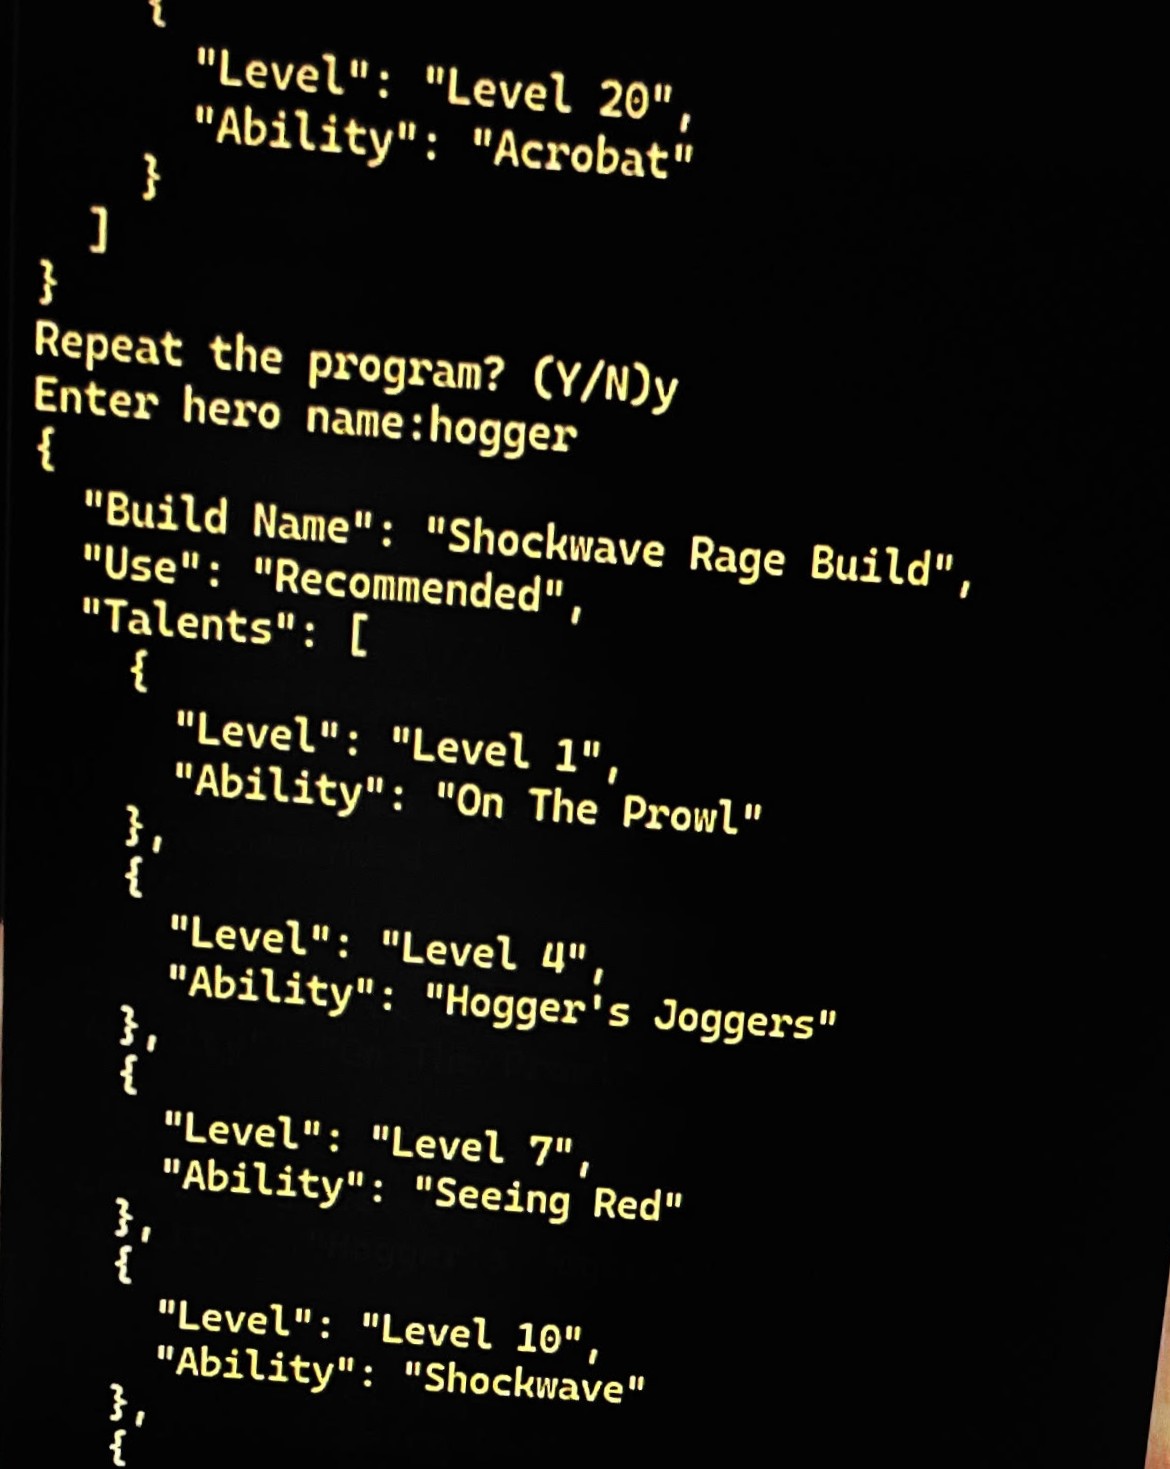 {
"Level": "Level 20",
"Ability": "Acrobat"
}
]
}
Repeat the program? (Y/N)y
Enter hero name:hogger
{
"Build Name": "Shockwave Rage Build",
"Use": "Recommended",
"Talents": [
{
"Level": "Level 1",
"Ability": "On The Prowl"
},
{
"Level": "Level 4",
"Ability": "Hogger's Joggers"
},
{
"Level": "Level 7",
"Ability": "Seeing Red"
},
{
"Level": "Level 10",
"Ability": "Shockwave"
},
{